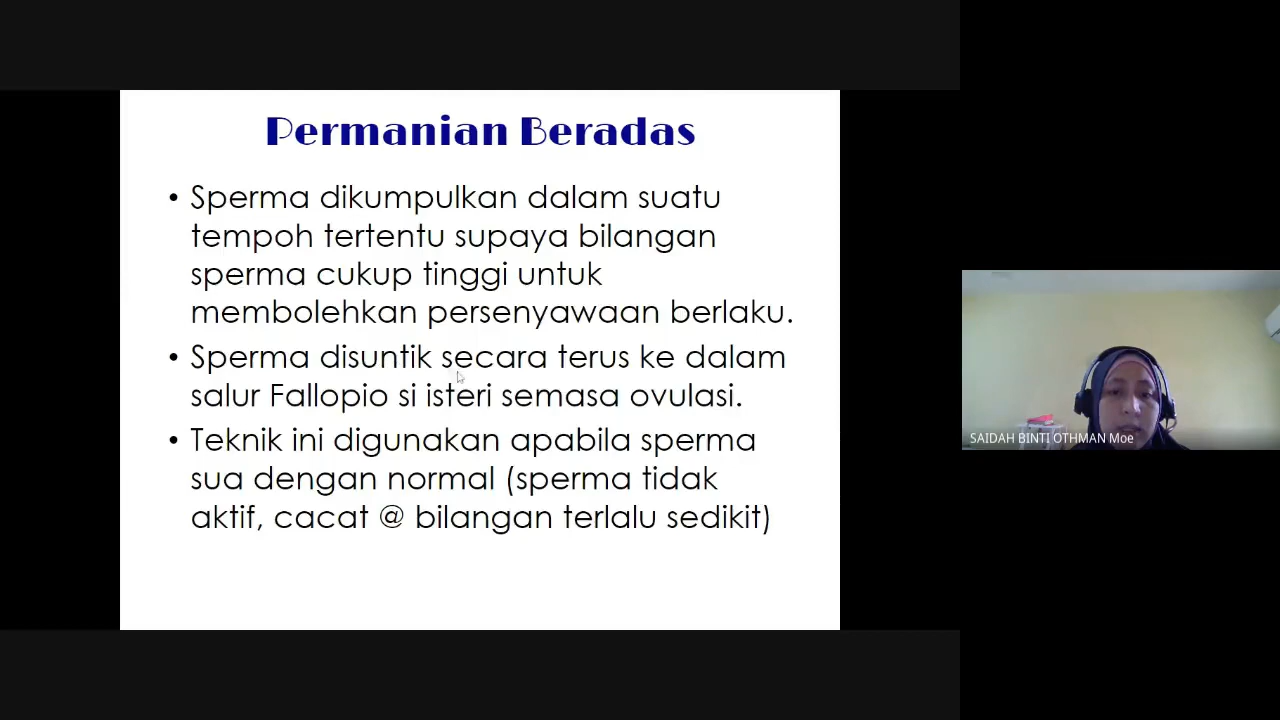 Permanian Beradas
• Sperma dikumpulkan dalam suatu
tempoh tertentu supaya bilangan
sperma cukup tinggi untuk
membolehkan persenyawaan berlaku.
• Sperma disuntik secara terus ke dalam
salur Fallopio si isteri semasa ovulasi.
• Teknik ini digunakan apabila sperma
sua dengan normal (sperma tidak
aktif, cacat @ bilangan terlalu sedikit)
SAIDAH BINTI OTHMAN Moe